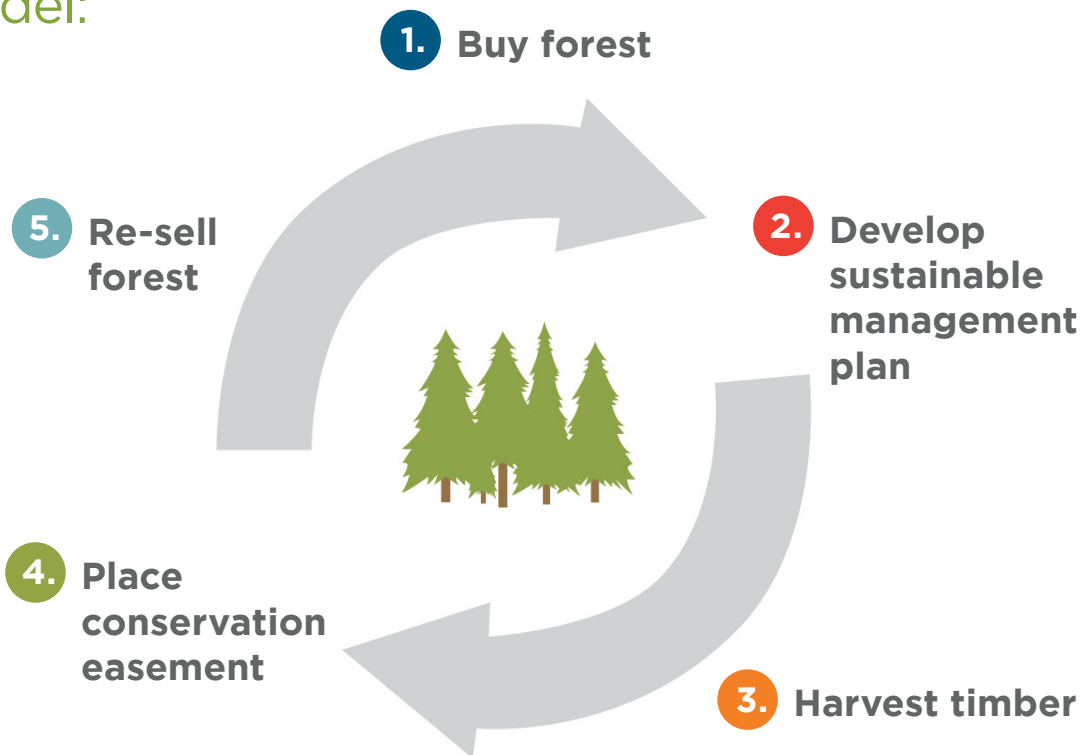 1. Buy forest
2. Develop
sustainable
management
plan
3. Harvest timber
4. Place
conservation
easement
5. Re-sell
forest